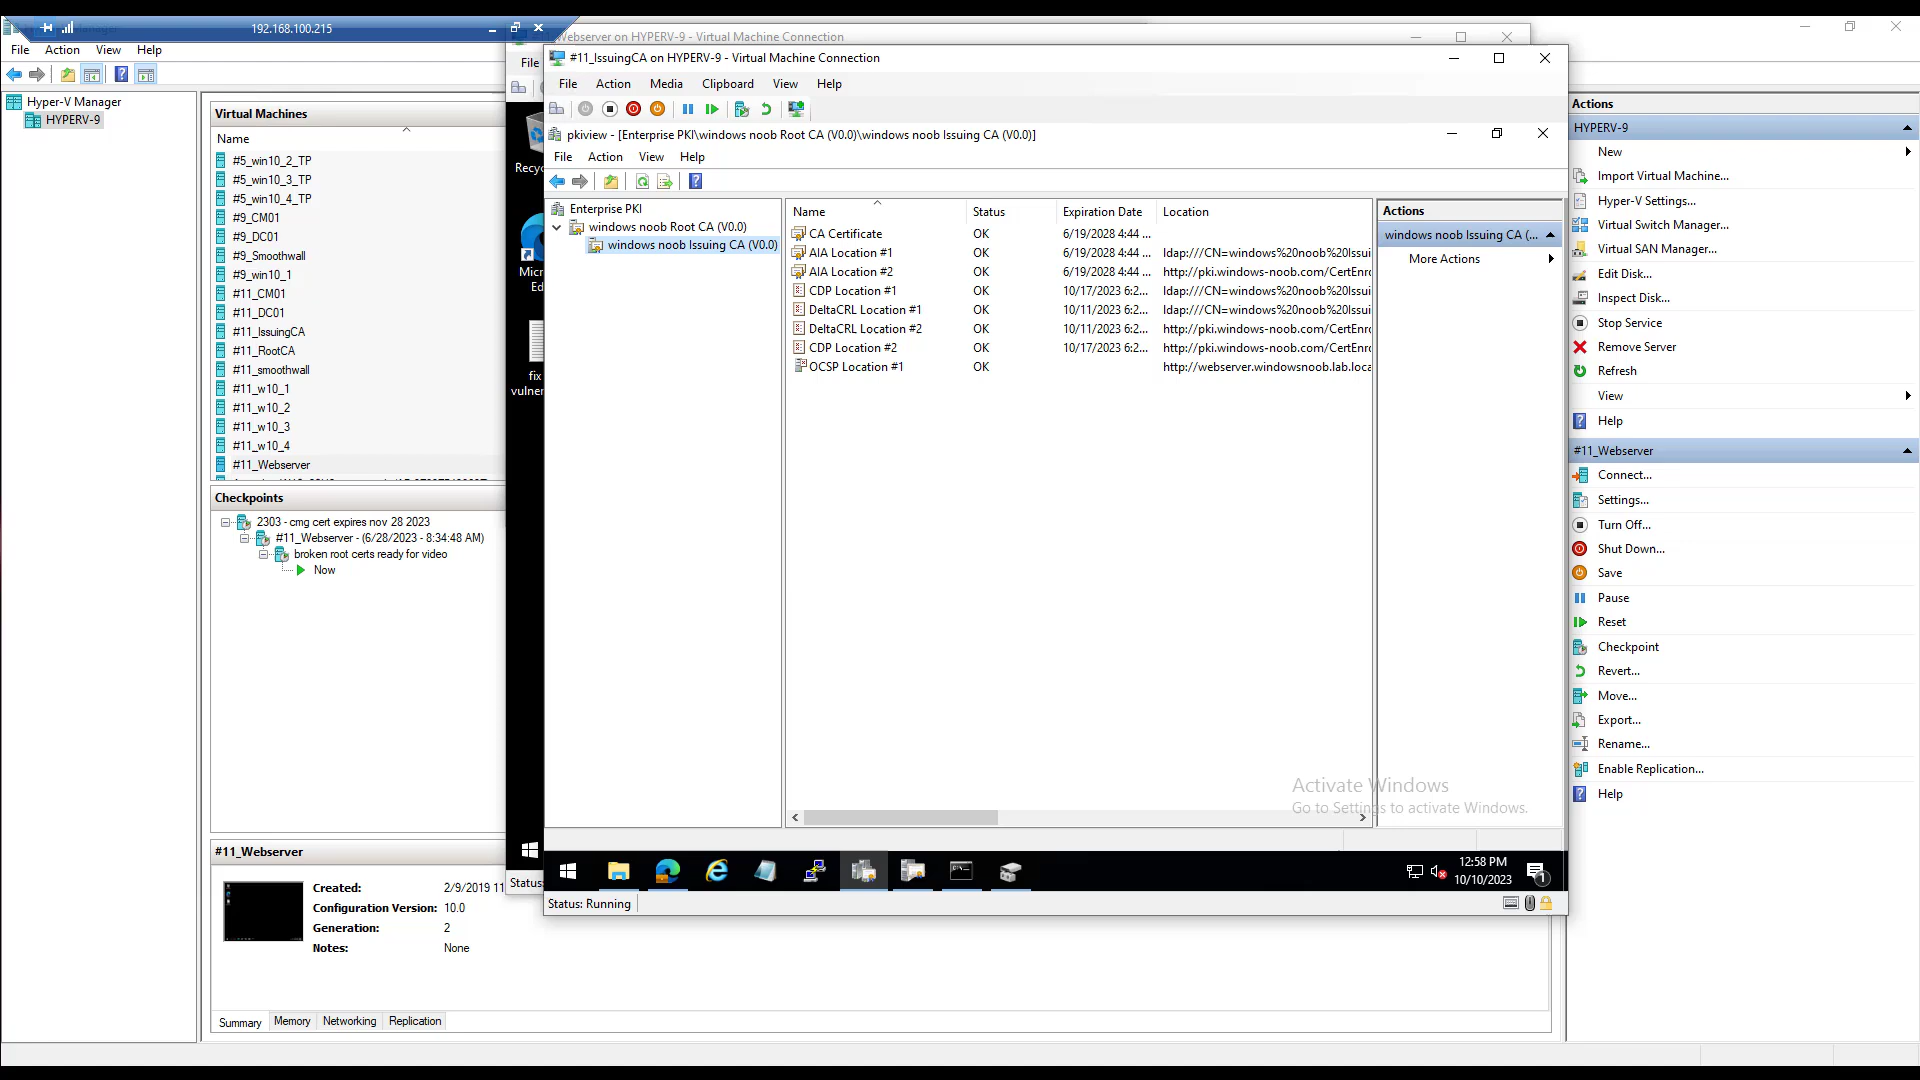 192.168.100.215
File Action View Help
Hyper-V Manager
HYPERV-9
Virtual Machines
Name
#5_win10_2_TP
#5_win10_3_TP
#5_win10_4_TP
#9_CM01
#9_DC01
#9_Smoothwall
#9_win10_1
#11_CM01
#11_DC01
#11_IssuingCA
#11_RootCA
#11_smoothwall
#11_w10_1
#11_w10_2
#11_w10_3
#11_w10_4
#11_Webserver
Checkpoints
2303 - cmg cert expires nov 28 2023
#11_Webserver - (6/28/2023 - 8:34:48 AM)
broken root certs ready for video
Now
#11_Webserver
Created: 2/9/2019 11
Configuration Version: 10.0
Generation: 2
Notes: None
Summary Memory Networking Replication
Webserver on HYPERV-9 - Virtual Machine Connection
File
Recyc
Micro
Ed
fix
vulner
Status:
#11_IssuingCA on HYPERV-9 - Virtual Machine Connection
File Action Media Clipboard View Help
pkiview - [Enterprise PKI\windows noob Root CA (V0.0)\windows noob Issuing CA (V0.0)]
File Action View Help
Enterprise PKI
windows noob Root CA (V0.0)
windows noob Issuing CA (V0.0)
Name Status Expiration Date Location
CA Certificate OK 6/19/2028 4:44 ...
AIA Location #1 OK 6/19/2028 4:44 ... ldap:///CN=windows%20noob%20Issui
AIA Location #2 OK 6/19/2028 4:44 ... http://pki.windows-noob.com/CertEnro
CDP Location #1 OK 10/17/2023 6:2... ldap:///CN=windows%20noob%20Issui
DeltaCRL Location #1 OK 10/11/2023 6:2... ldap:///CN=windows%20noob%20Issui
DeltaCRL Location #2 OK 10/11/2023 6:2... http://pki.windows-noob.com/CertEnro
CDP Location #2 OK 10/17/2023 6:2... http://pki.windows-noob.com/CertEnro
OCSP Location #1 OK http://webserver.windowsnoob.lab.loca
Actions
windows noob Issuing CA (...
More Actions
Activate Windows
Go to Settings to activate Windows.
12:58 PM
10/10/2023
1
Status: Running
Actions
HYPERV-9
New
Import Virtual Machine...
Hyper-V Settings...
Virtual Switch Manager...
Virtual SAN Manager...
Edit Disk...
Inspect Disk...
Stop Service
Remove Server
Refresh
View
Help
#11_Webserver
Connect...
Settings...
Turn Off...
Shut Down...
Save
Pause
Reset
Checkpoint
Revert...
Move...
Export...
Rename...
Enable Replication...
Help